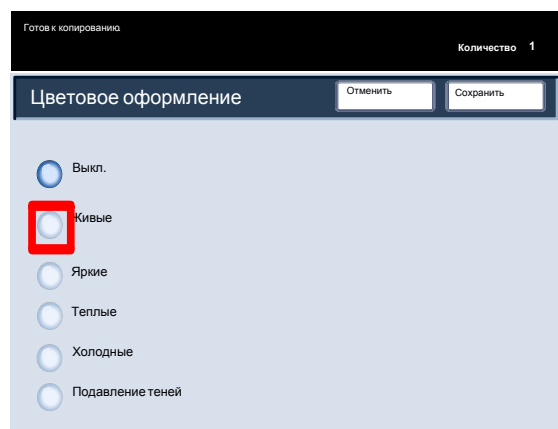 Готов к копированию.
Количество 1
Цветовое оформление
Отменить
Сохранить
Выкл.
Живые
Яркие
Теплые
Холодные
Подавление теней